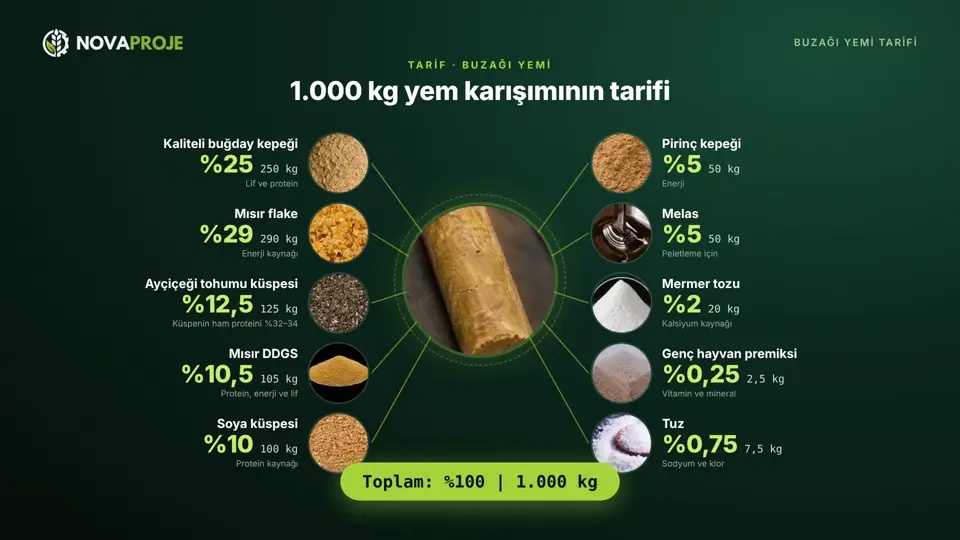 NOVAPROJE
BUZAĞI YEMİ TARİFİ
TARİF · BUZAĞI YEMİ
1.000 kg yem karışımının tarifi
Kaliteli buğday kepeği
%25 250 kg
Lif ve protein
Mısır flake
%29 290 kg
Enerji kaynağı
Ayçiçeği tohumu küspesi
%12,5 125 kg
Küspenin ham proteini %32–34
Mısır DDGS
%10,5 105 kg
Protein, enerji ve lif
Soya küspesi
%10 100 kg
Protein kaynağı
Pirinç kepeği
%5 50 kg
Enerji
Melas
%5 50 kg
Peletleme için
Mermer tozu
%2 20 kg
Kalsiyum kaynağı
Genç hayvan premiksi
%0,25 2,5 kg
Vitamin ve mineral
Tuz
%0,75 7,5 kg
Sodyum ve klor
Toplam: %100 | 1.000 kg